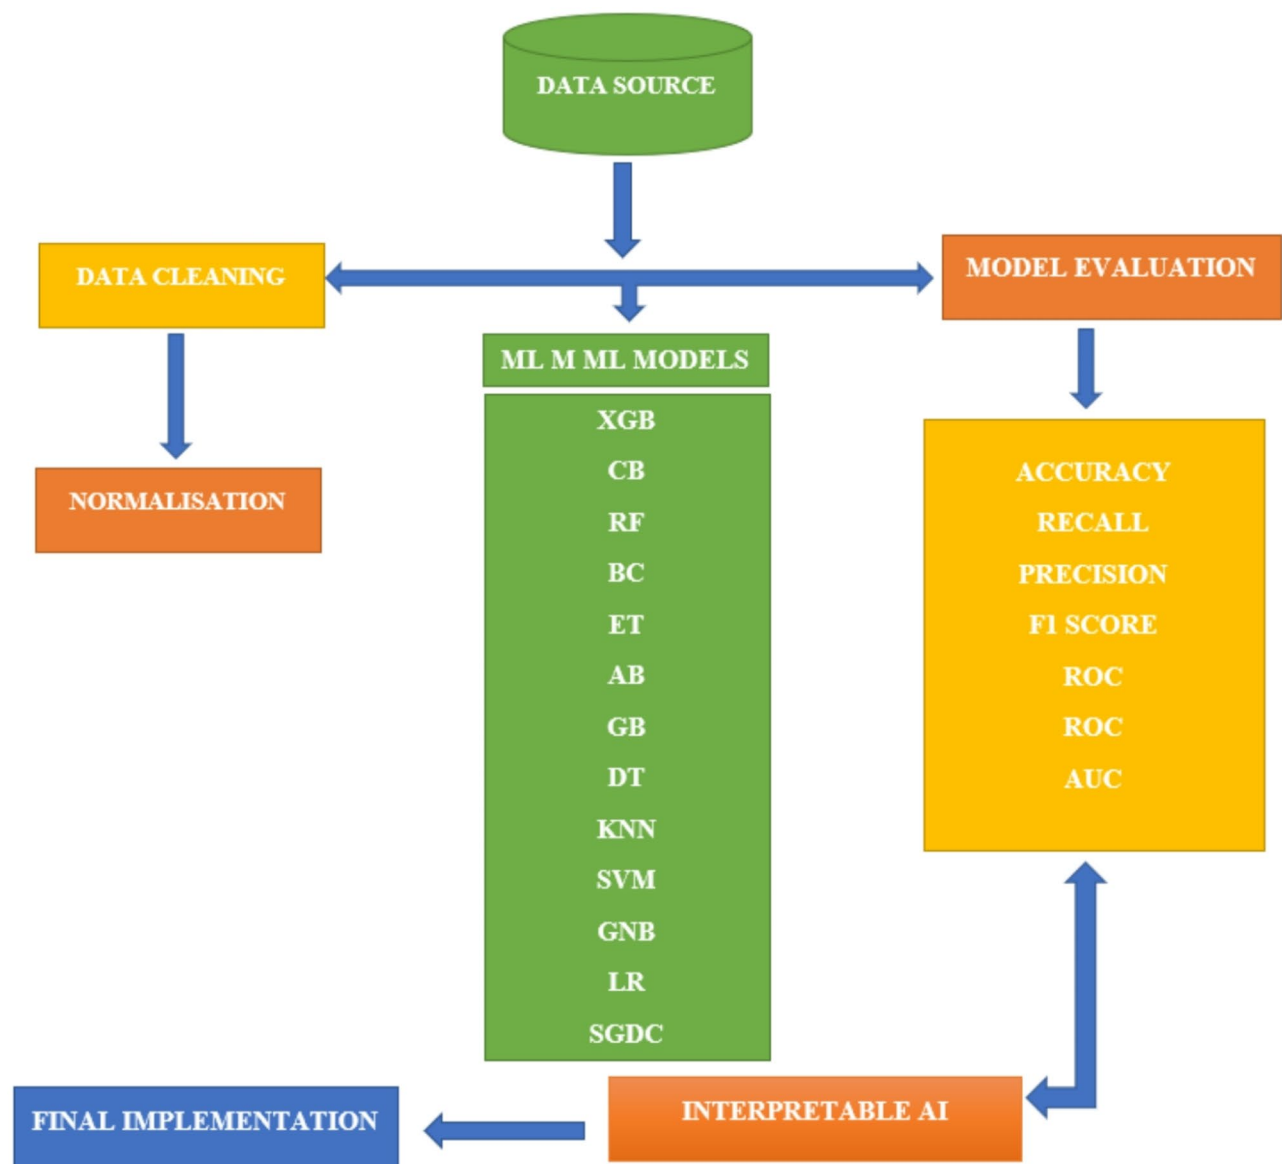 DATA SOURCE
DATA CLEANING
MODEL EVALUATION
NORMALISATION
ML M ML MODELS
XGB
CB
RF
BC
ET
AB
GB
DT
KNN
SVM
GNB
LR
SGDC
ACCURACY
RECALL
PRECISION
F1 SCORE
ROC
ROC
AUC
INTERPRETABLE AI
FINAL IMPLEMENTATION